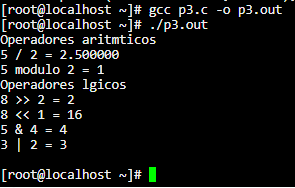 [root@localhost ~]# gcc p3.c -o p3.out
[root@localhost ~]# ./p3.out
Operadores aritmticos
5 / 2 = 2.500000
5 modulo 2 = 1
Operadores lgicos
8 >> 2 = 2
8 << 1 = 16
5 & 4 = 4
3 | 2 = 3
[root@localhost ~]#